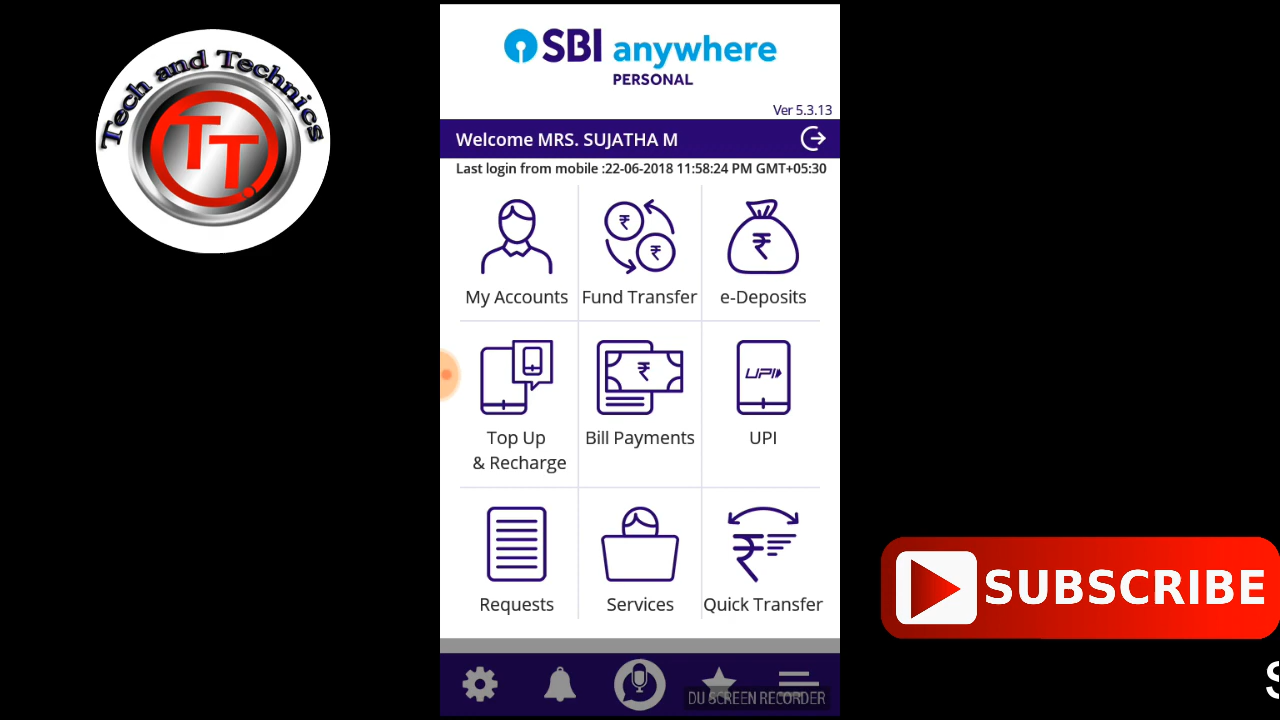 Tech and Technics
TT
SBI anywhere
PERSONAL
Ver 5.3.13
Welcome MRS. SUJATHA M
Last login from mobile :22-06-2018 11:58:24 PM GMT+05:30
My Accounts
Fund Transfer
e-Deposits
UPI
Top Up
& Recharge
Bill Payments
UPI
Requests
Services
Quick Transfer
SUBSCRIBE
DU SCREEN RECORDER